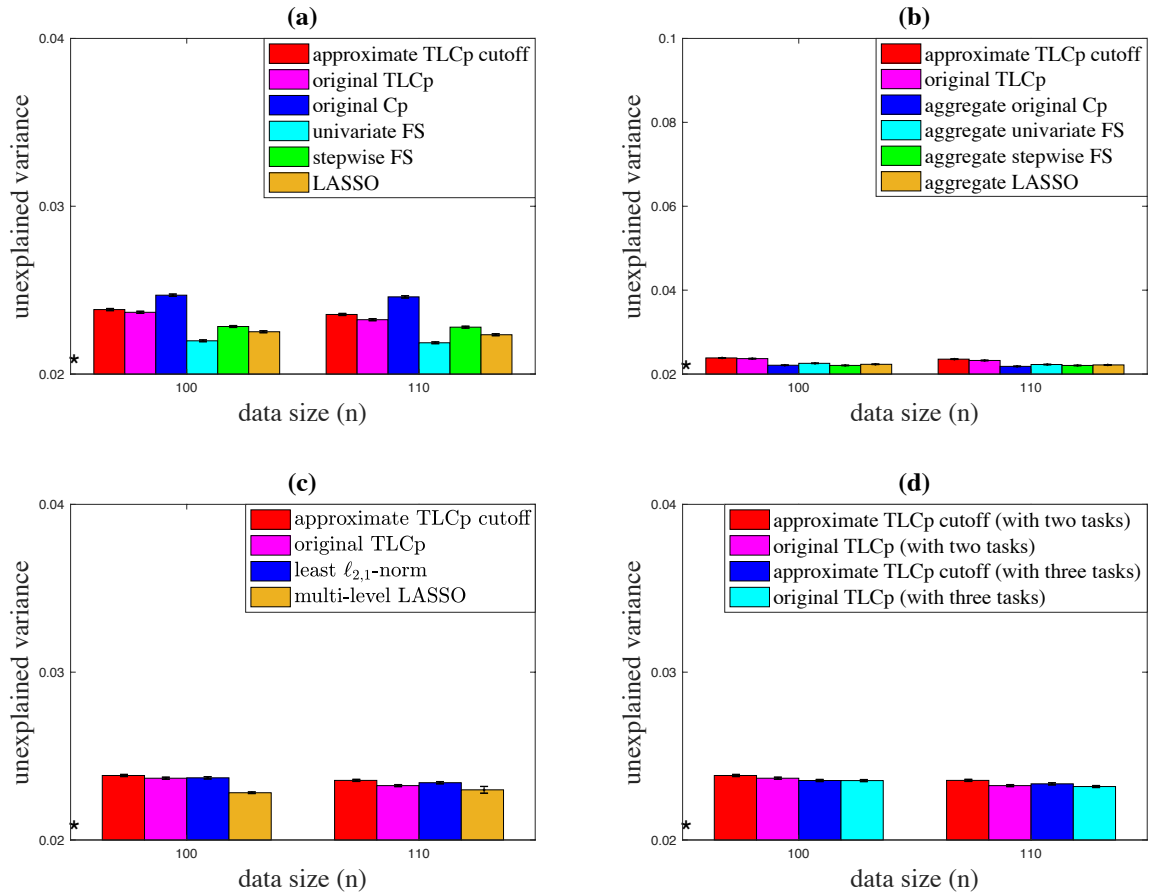 (a)
unexplained variance
0.04
0.03
0.02
*
approximate TLCp cutoff
original TLCp
original Cp
univariate FS
stepwise FS
LASSO
100
110
data size (n)
(b)
unexplained variance
0.1
0.08
0.06
0.04
0.02
*
approximate TLCp cutoff
original TLCp
aggregate original Cp
aggregate univariate FS
aggregate stepwise FS
aggregate LASSO
100
110
data size (n)
(c)
unexplained variance
0.04
0.03
0.02
*
approximate TLCp cutoff
original TLCp
least ℓ2,1-norm
multi-level LASSO
100
110
data size (n)
(d)
unexplained variance
0.04
0.03
0.02
*
approximate TLCp cutoff (with two tasks)
original TLCp (with two tasks)
approximate TLCp cutoff (with three tasks)
original TLCp (with three tasks)
100
110
data size (n)